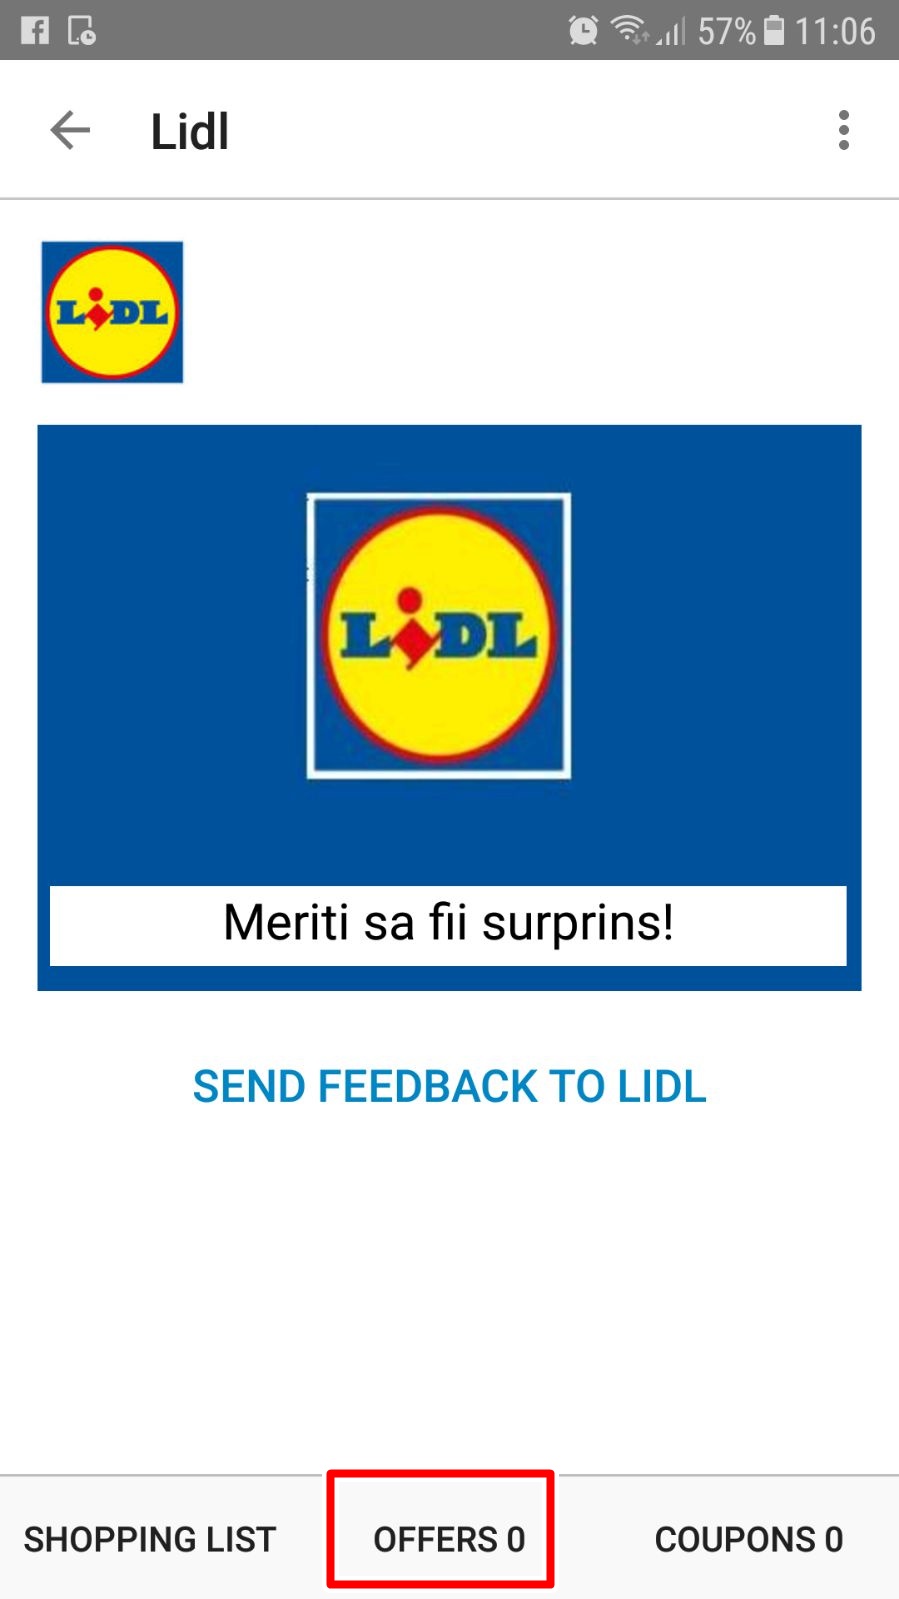 57% 11:06
Lidl
LIDL
LIDL
Meriti sa fii surprins!
SEND FEEDBACK TO LIDL
SHOPPING LIST OFFERS 0 COUPONS 0